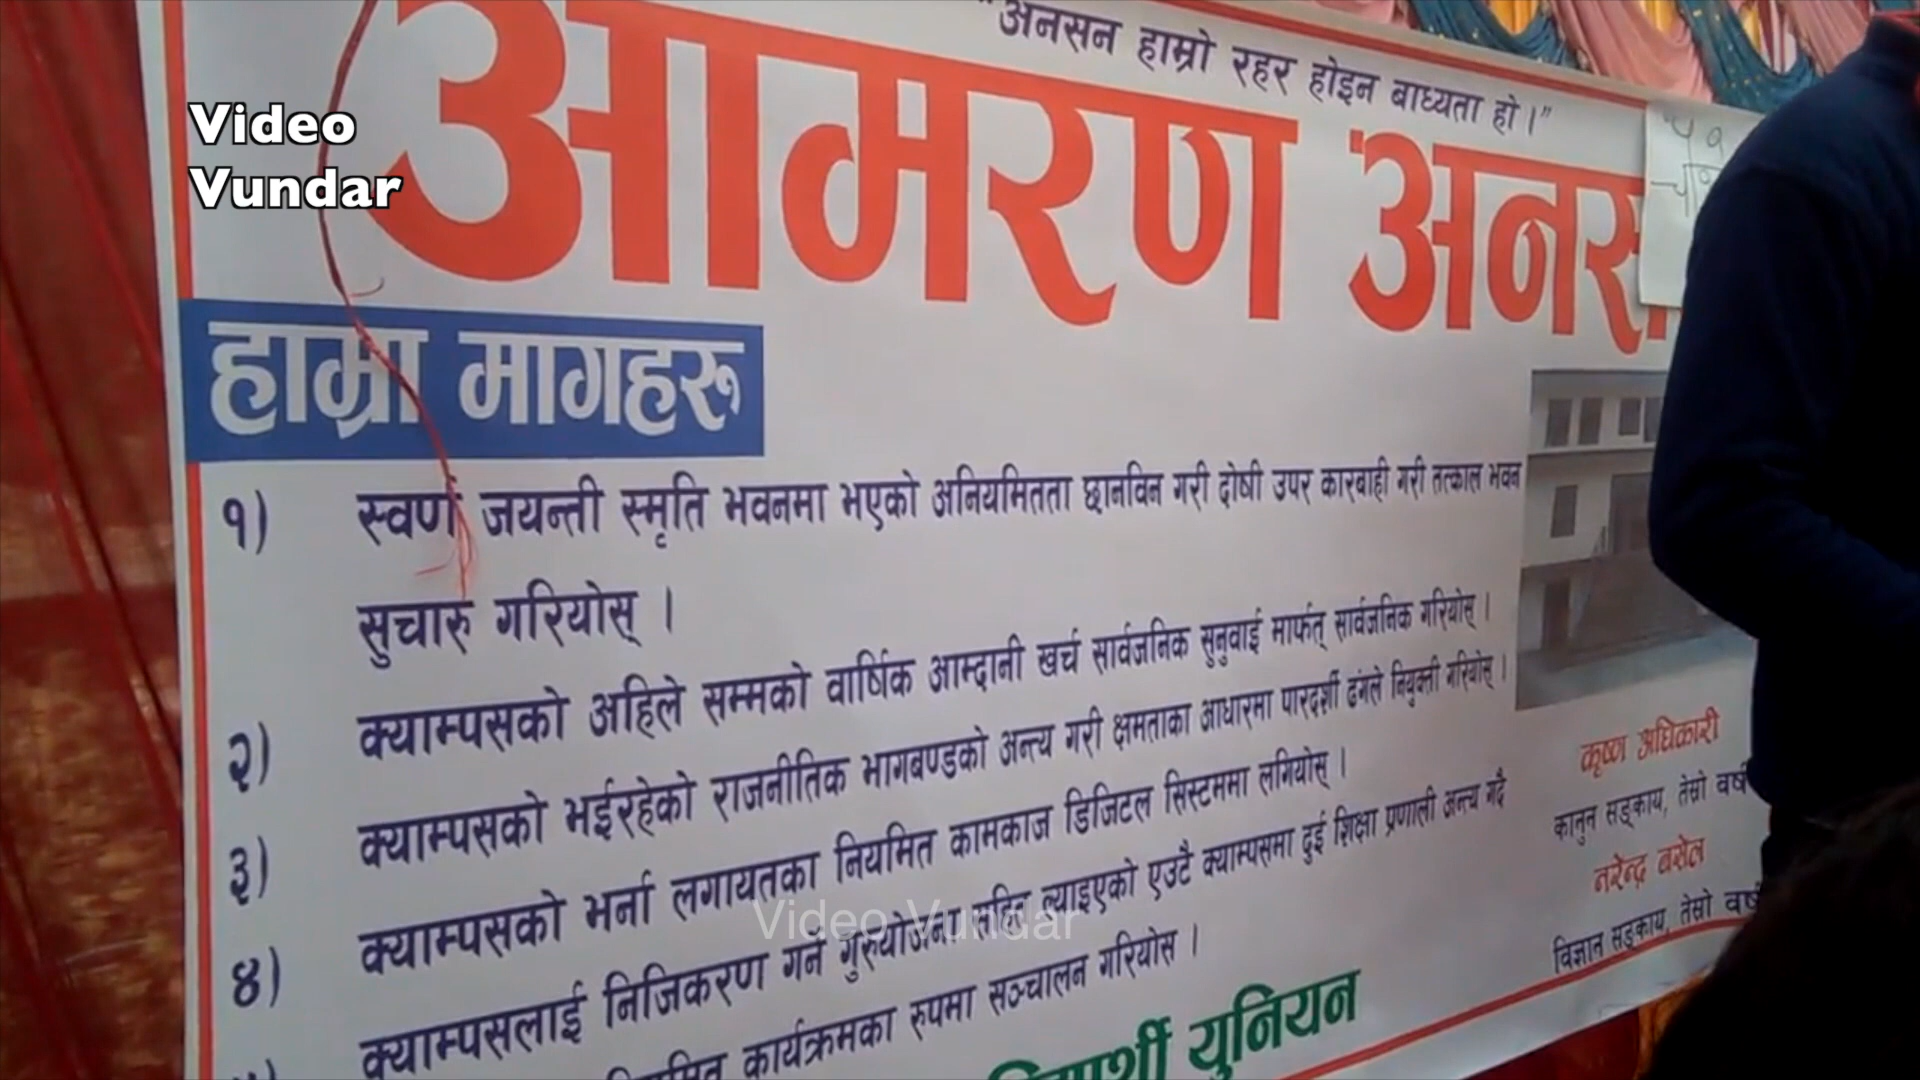 "अनसन हाम्रो रहर होइन बाध्यता हो।"
Video
Vundar
आमरण अनस
हाम्रा मागहरू
१) स्वर्ण जयन्ती स्मृति भवनमा भएको अनियमितता छानविन गरी दोषी उपर कारबाही गरी तत्काल भवन
सुचारु गरियोस् ।
२) क्याम्पसको अहिले सम्मको वार्षिक आम्दानी खर्च सार्वजनिक सुनुवाई मार्फत् सार्वजनिक गरियोस् ।
३) क्याम्पसको भईरहेको राजनीतिक भागबण्डको अन्त्य गरी क्षमताका आधारमा पारदर्शी ढंगले नियुक्ती गरियोस् ।
४) क्याम्पसको भर्ना लगायतका नियमित कामकाज डिजिटल सिस्टममा लगियोस् ।
क्याम्पसलाई निजिकरण गर्ने गुरुयोजना सहित ल्याइएको एउटै क्याम्पसमा दुई शिक्षा प्रणाली अन्त्य गर्दै
कार्यक्रमका रुपमा सञ्चालन गरियोस ।
Video Vundar
कृष्ण अधिकारी
कानुन सङ्काय, तेस्रो वर्ष
नरेन्द्र बस्नेल
विज्ञान सङ्काय, तेस्रो वर्ष
युनियन